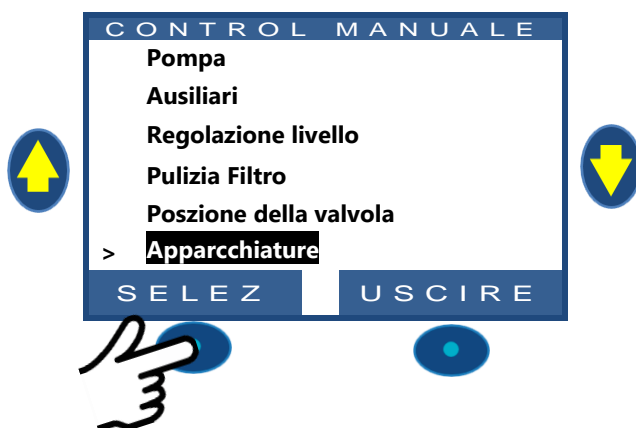 CONTROL MANUALE
Pompa
Ausiliari
Regolazione livello
Pulizia Filtro
Poszione della valvola
> Apparcchiature
SELEZ USCIRE